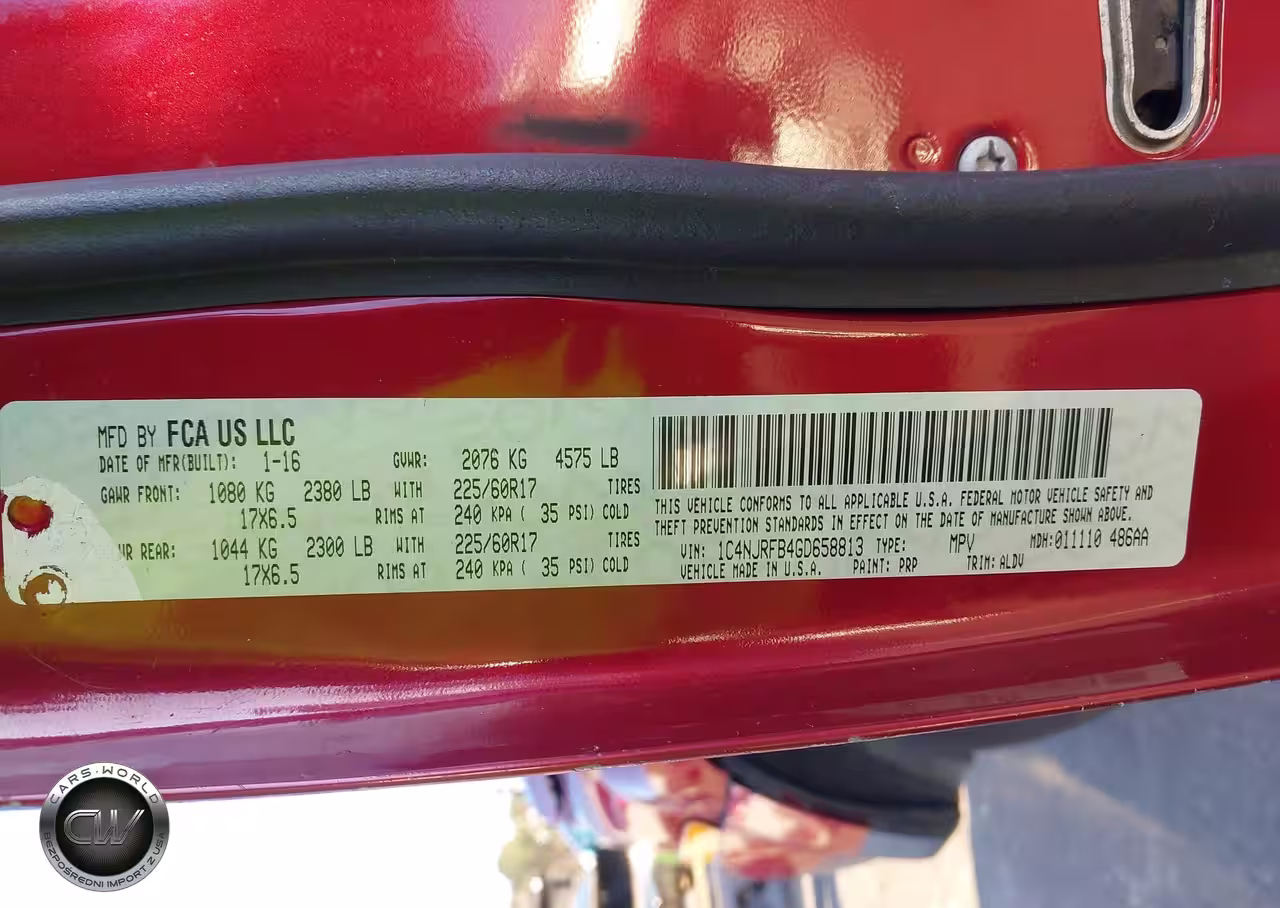 MFD BY FCA US LLC
DATE OF MFR(BUILT): 1-16 GVWR: 2076 KG 4575 LB
GAWR FRONT: 1080 KG 2380 LB WITH 225/60R17 TIRES
17X6.5 RIMS AT 240 KPA ( 35 PSI) COLD
WR REAR: 1044 KG 2300 LB WITH 225/60R17 TIRES
17X6.5 RIMS AT 240 KPA ( 35 PSI) COLD
THIS VEHICLE CONFORMS TO ALL APPLICABLE U.S.A. FEDERAL MOTOR VEHICLE SAFETY AND
THEFT PREVENTION STANDARDS IN EFFECT ON THE DATE OF MANUFACTURE SHOWN ABOVE.
VIN: 1C4NJRFB4GD658813 TYPE: MPV MDH: 011110 486AA
VEHICLE MADE IN U.S.A. PAINT: PRP TRIM: ALDV
CARS-WORLD
CW
BEZPOŚREDNI IMPORT Z USA